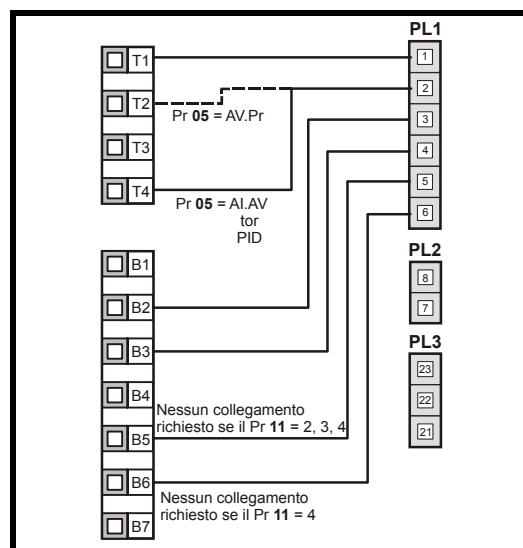 PL1
T1
1
T2
2
Pr 05 = AV.Pr
3
T3
4
T4
5
Pr 05 = AI.AV
tor
PID
6
PL2
B1
8
B2
7
PL3
B3
23
B4
22
Nessun collegamento
richiesto se il Pr 11 = 2, 3, 4
B5
21
B6
Nessun collegamento
richiesto se il Pr 11 = 4
B7